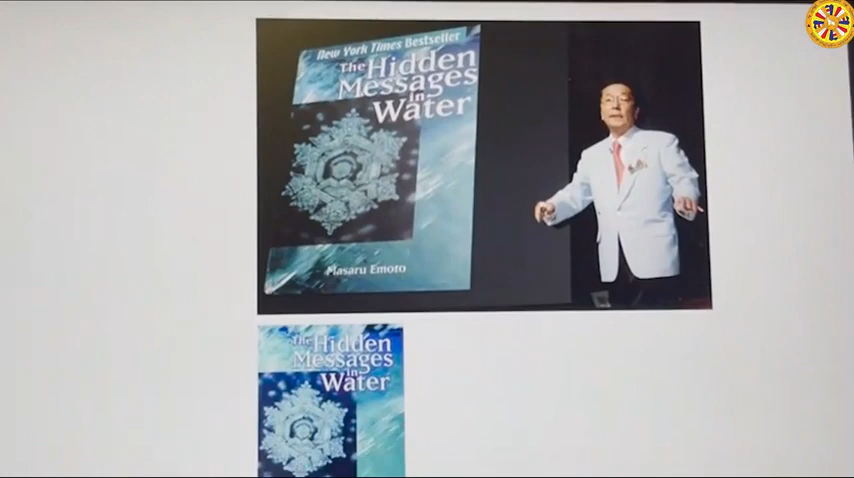 New York Times Bestseller
The Hidden
Messages
in
Water
Masaru Emoto
The Hidden
Messages
in
Water